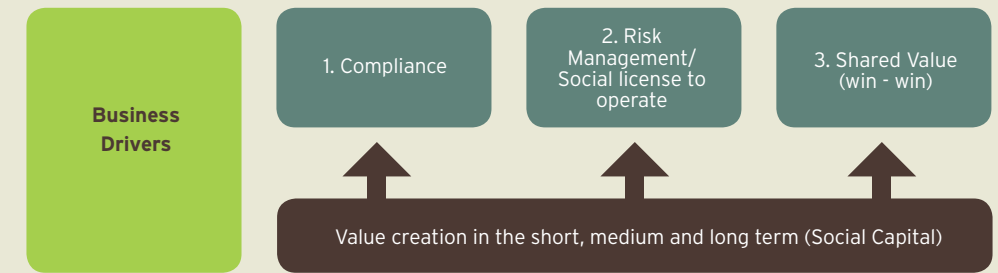 Business
Drivers
1. Compliance
2. Risk
Management/
Social license to
operate
3. Shared Value
(win - win)
Value creation in the short, medium and long term (Social Capital)